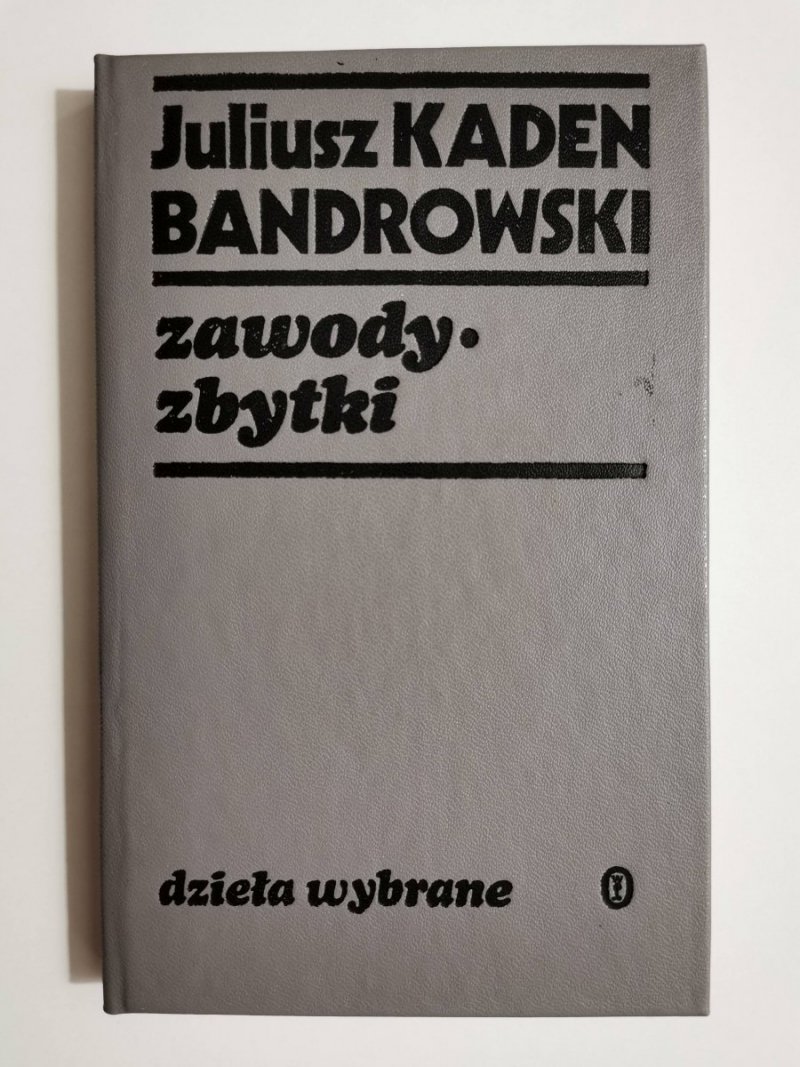 Juliusz KADEN
BANDROWSKI
zawody•
zbytki
dzieła wybrane